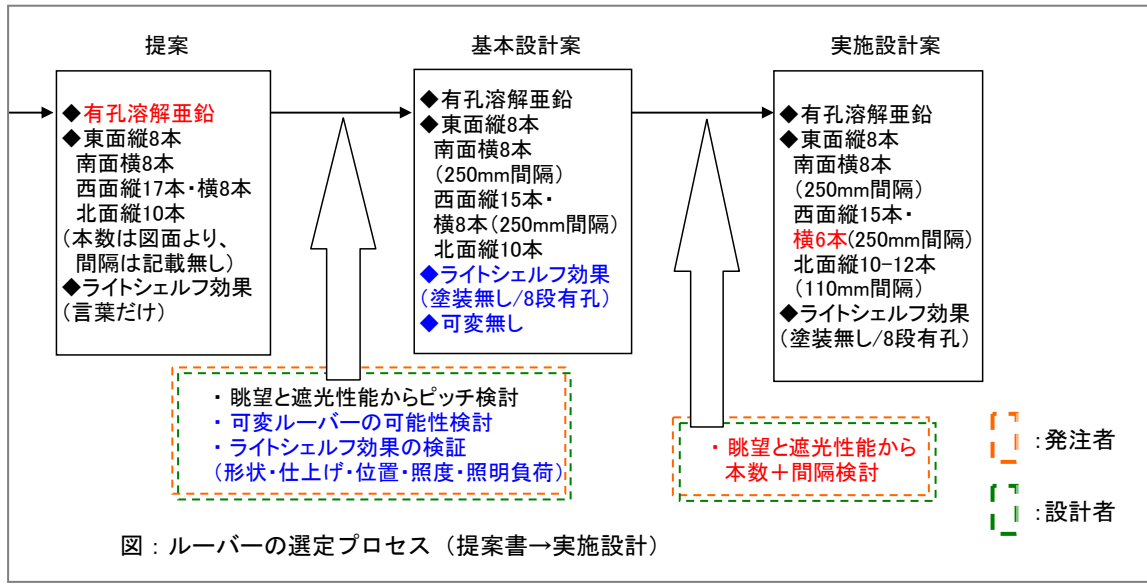 提案
◆有孔溶解亜鉛
◆東面縦8本
南面横8本
西面縦17本・横8本
北面縦10本
(本数は図面より、
間隔は記載無し)
◆ライトシェルフ効果
(言葉だけ)
基本設計案
◆有孔溶解亜鉛
◆東面縦8本
南面横8本
(250mm間隔)
西面縦15本・
横8本(250mm間隔)
北面縦10本
◆ライトシェルフ効果
(塗装無し/8段有孔)
◆可変無し
実施設計案
◆有孔溶解亜鉛
◆東面縦8本
南面横8本
(250mm間隔)
西面縦15本・
横6本(250mm間隔)
北面縦10-12本
(110mm間隔)
◆ライトシェルフ効果
(塗装無し/8段有孔)
・眺望と遮光性能からピッチ検討
・可変ルーバーの可能性検討
・ライトシェルフ効果の検証
(形状・仕上げ・位置・照度・照明負荷)
・眺望と遮光性能から
本数＋間隔検討
：発注者
：設計者
図：ルーバーの選定プロセス（提案書→実施設計）